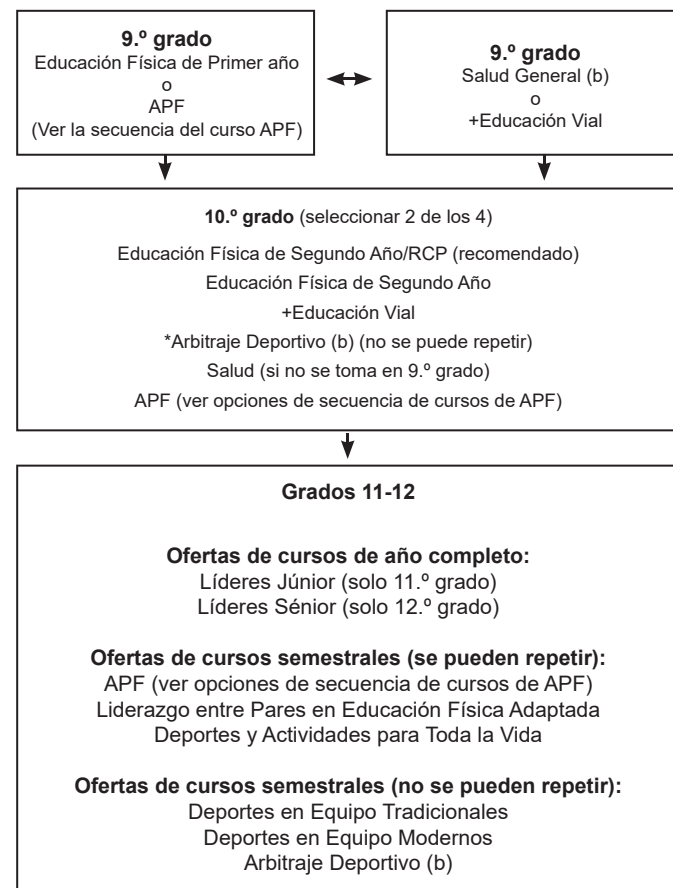 9.º grado
Educación Física de Primer año
o
APF
(Ver la secuencia del curso APF)
9.º grado
Salud General (b)
o
+Educación Vial
10.º grado (seleccionar 2 de los 4)
Educación Física de Segundo Año/RCP (recomendado)
Educación Física de Segundo Año
+Educación Vial
*Arbitraje Deportivo (b) (no se puede repetir)
Salud (si no se toma en 9.º grado)
APF (ver opciones de secuencia de cursos de APF)
Grados 11-12
Ofertas de cursos de año completo:
Líderes Júnior (solo 11.º grado)
Líderes Sénior (solo 12.º grado)
Ofertas de cursos semestrales (se pueden repetir):
APF (ver opciones de secuencia de cursos de APF)
Liderazgo entre Pares en Educación Física Adaptada
Deportes y Actividades para Toda la Vida
Ofertas de cursos semestrales (no se pueden repetir):
Deportes en Equipo Tradicionales
Deportes en Equipo Modernos
Arbitraje Deportivo (b)